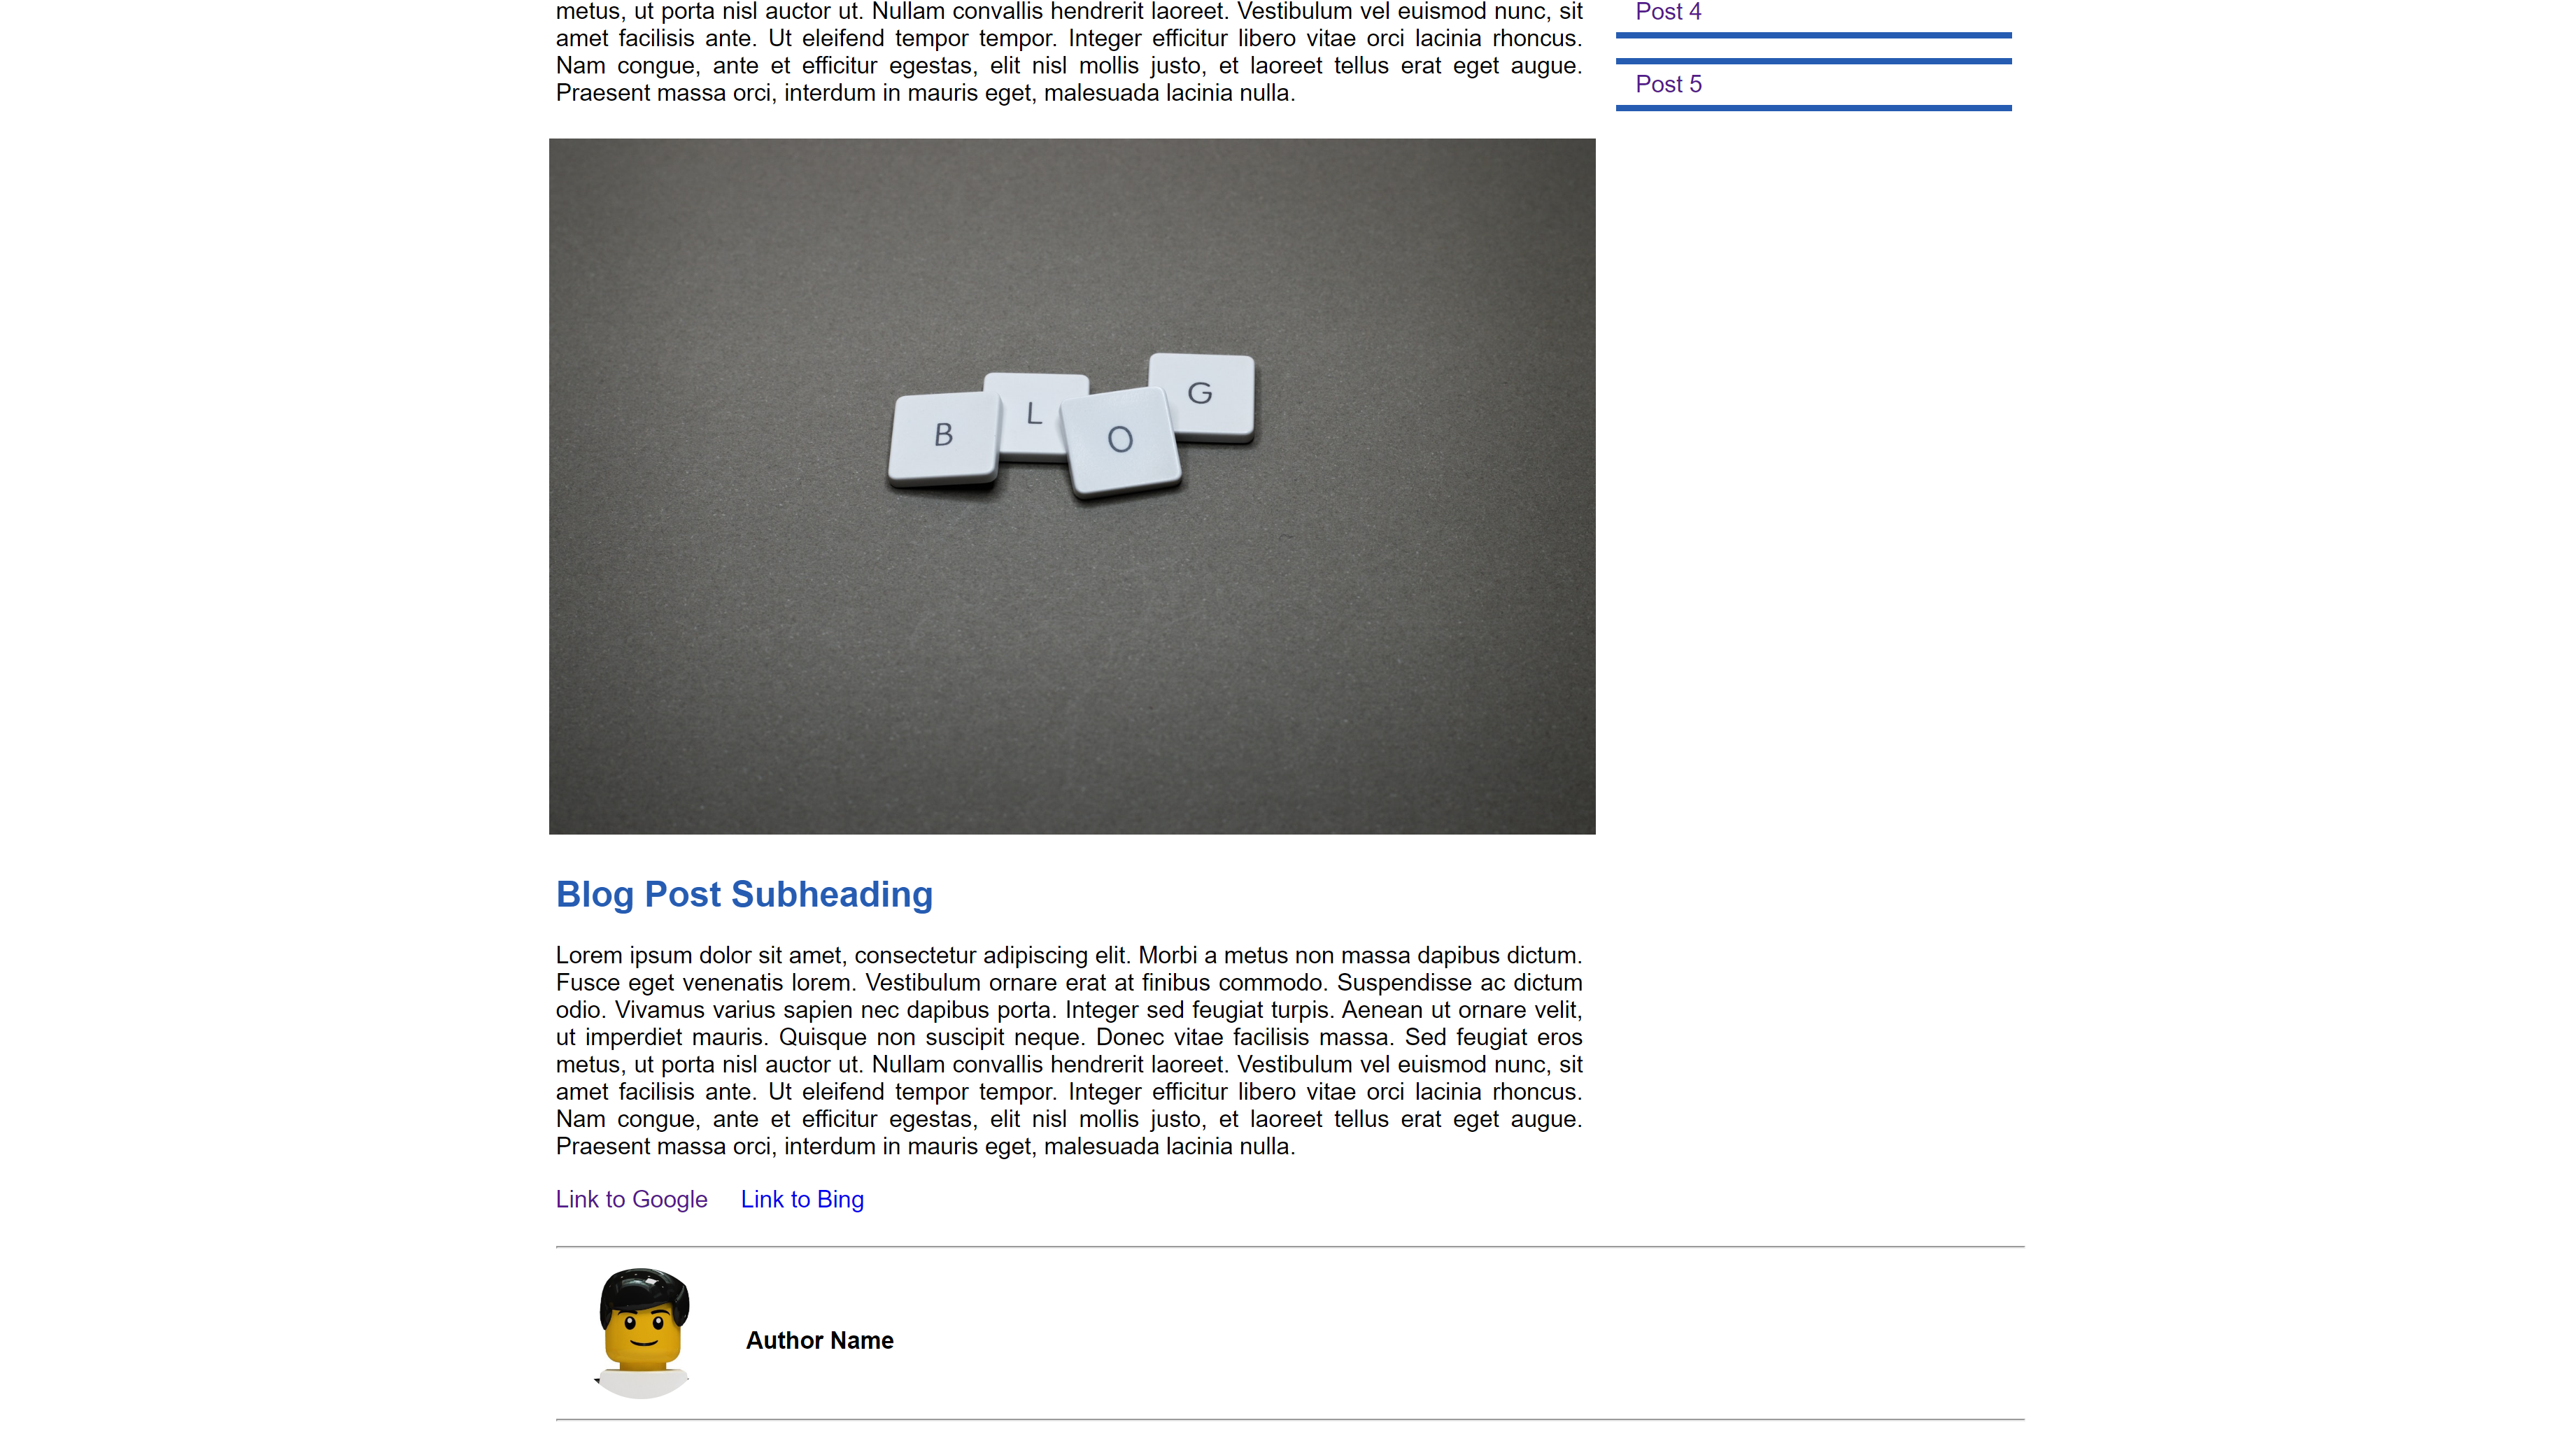 metus, ut porta nisl auctor ut. Nullam convallis hendrerit laoreet. Vestibulum vel euismod nunc, sit
amet facilisis ante. Ut eleifend tempor tempor. Integer efficitur libero vitae orci lacinia rhoncus.
Nam congue, ante et efficitur egestas, elit nisl mollis justo, et laoreet tellus erat eget augue.
Praesent massa orci, interdum in mauris eget, malesuada lacinia nulla.
Post 4
Post 5
B L O G
Blog Post Subheading
Lorem ipsum dolor sit amet, consectetur adipiscing elit. Morbi a metus non massa dapibus dictum.
Fusce eget venenatis lorem. Vestibulum ornare erat at finibus commodo. Suspendisse ac dictum
odio. Vivamus varius sapien nec dapibus porta. Integer sed feugiat turpis. Aenean ut ornare velit,
ut imperdiet mauris. Quisque non suscipit neque. Donec vitae facilisis massa. Sed feugiat eros
metus, ut porta nisl auctor ut. Nullam convallis hendrerit laoreet. Vestibulum vel euismod nunc, sit
amet facilisis ante. Ut eleifend tempor tempor. Integer efficitur libero vitae orci lacinia rhoncus.
Nam congue, ante et efficitur egestas, elit nisl mollis justo, et laoreet tellus erat eget augue.
Praesent massa orci, interdum in mauris eget, malesuada lacinia nulla.
Link to Google Link to Bing
Author Name